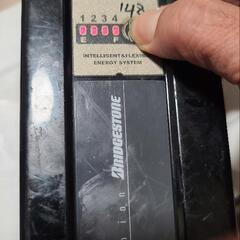 148
1 2 3 4
E F
INTELLIGENT&FLEXIBLE
ENERGY SYSTEM
BRIDGESTONE